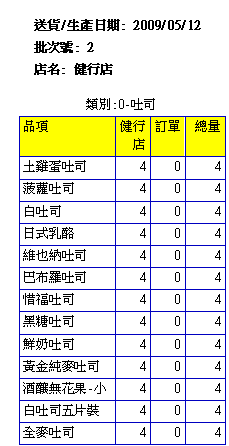 送貨/生產日期: 2009/05/12
批次號: 2
店名: 健行店
類別:0-吐司
品項 健行店 訂單 總量
土雞蛋吐司 4 0 4
菠蘿吐司 4 0 4
白吐司 4 0 4
日式乳酪 4 0 4
維也納吐司 4 0 4
巴布羅吐司 4 0 4
惜福吐司 4 0 4
黑糖吐司 4 0 4
鮮奶吐司 4 0 4
黃金純麥吐司 4 0 4
酒釀無花果-小 4 0 4
白吐司五片裝 4 0 4
全麥吐司 4 0 4